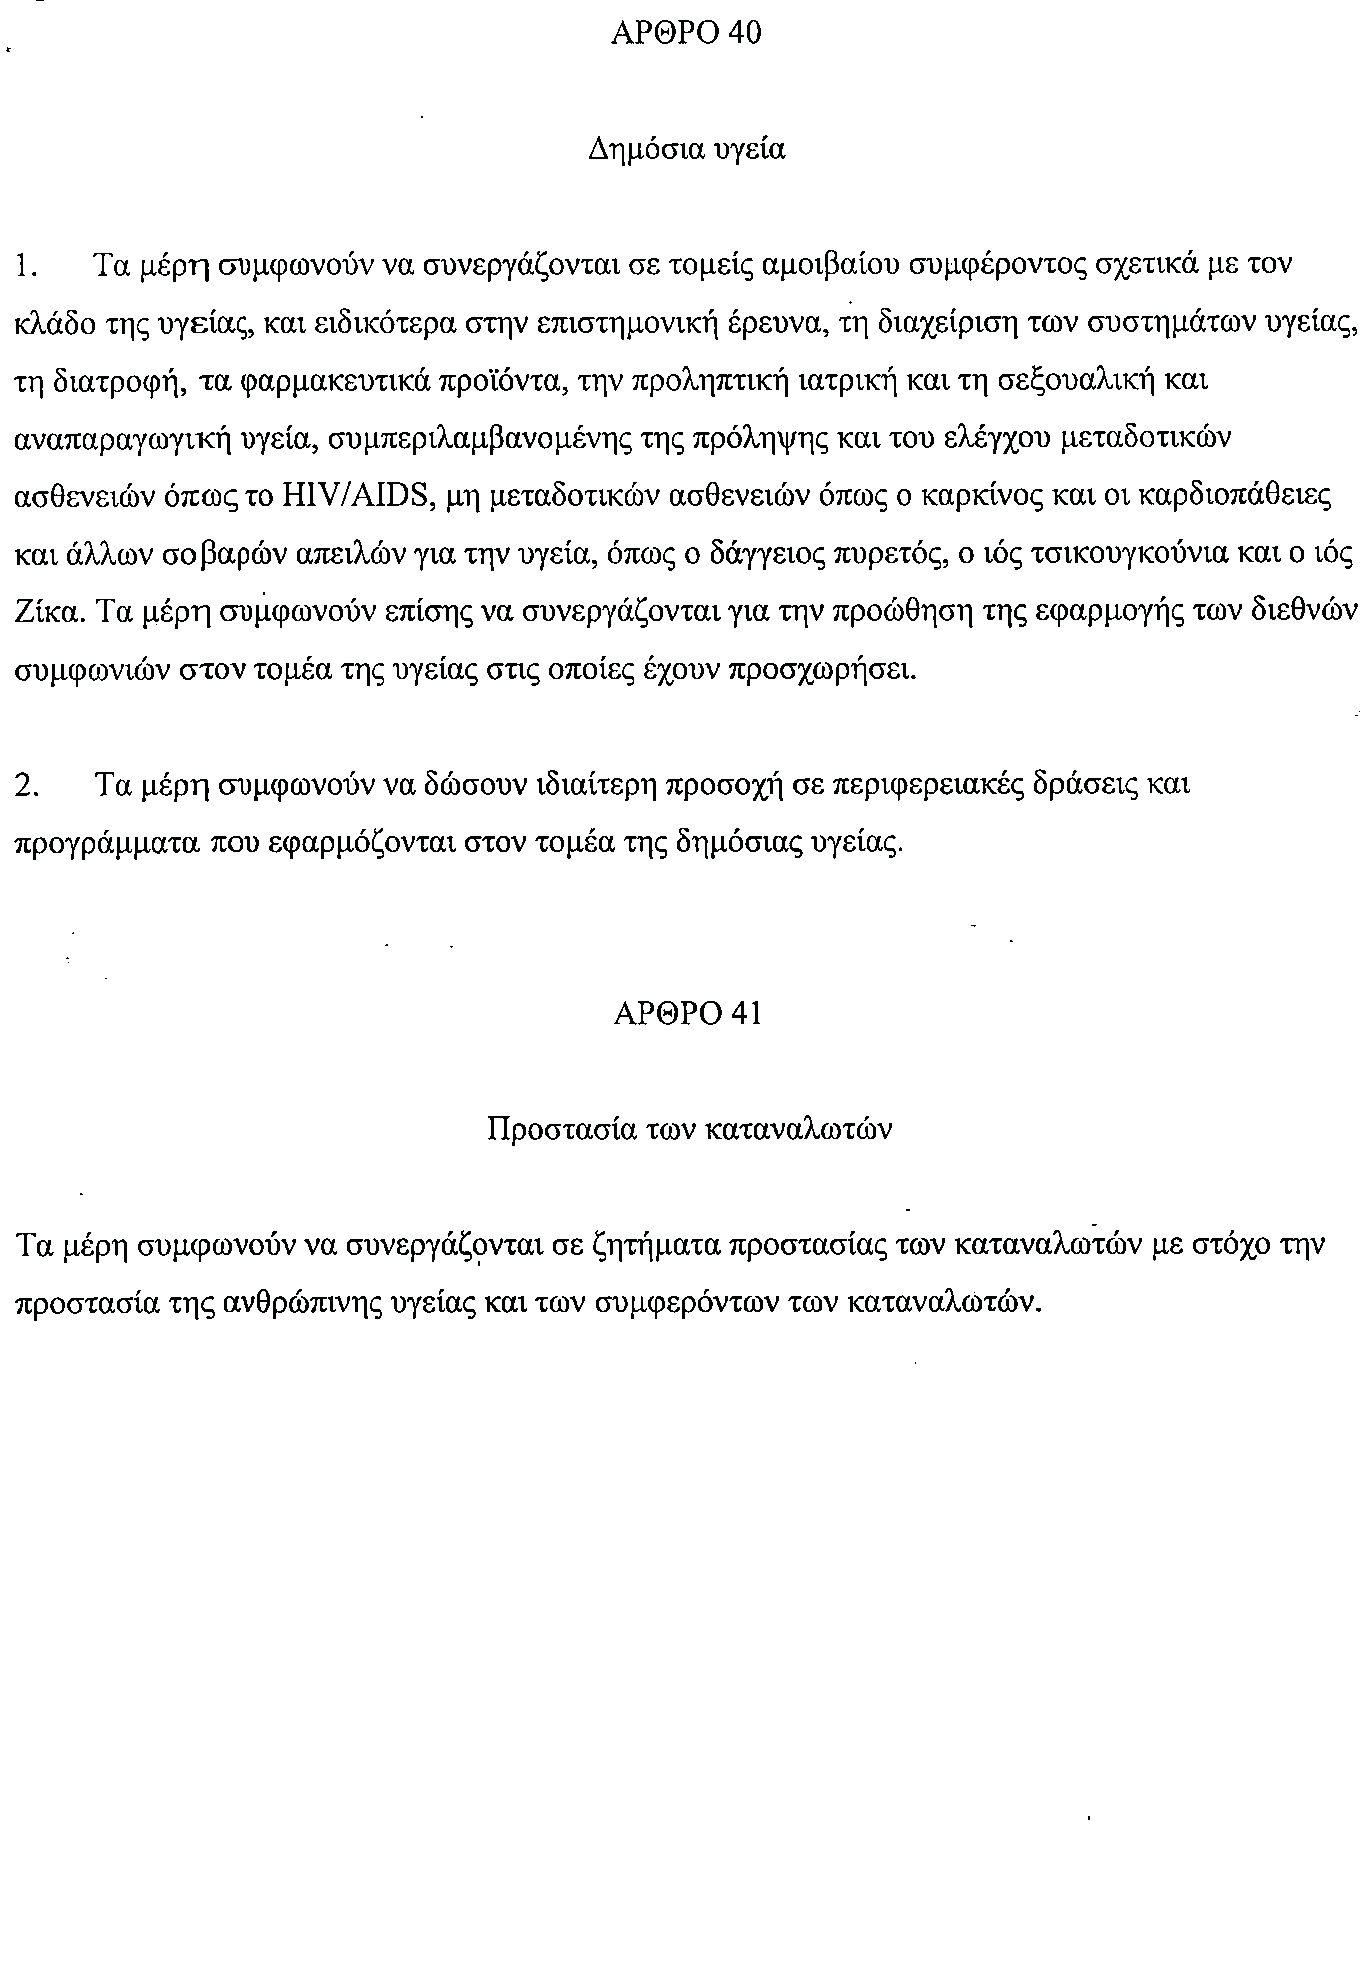 ΑΡΘΡΟ 40
Δημόσια υγεία
1. Τα μέρη συμφωνούν να συνεργάζονται σε τομείς αμοιβαίου συμφέροντος σχετικά με τον
κλάδο της υγείας, και ειδικότερα στην επιστημονική έρευνα, τη διαχείριση των συστημάτων υγείας,
τη διατροφή, τα φαρμακευτικά προϊόντα, την προληπτική ιατρική και τη σεξουαλική και
αναπαραγωγική υγεία, συμπεριλαμβανομένης της πρόληψης και του ελέγχου μεταδοτικών
ασθενειών όπως το HIV/AIDS, μη μεταδοτικών ασθενειών όπως ο καρκίνος και οι καρδιοπάθειες
και άλλων σοβαρών απειλών για την υγεία, όπως ο δάγγειος πυρετός, ο ιός τσικουγκούνια και ο ιός
Ζίκα. Τα μέρη συμφωνούν επίσης να συνεργάζονται για την προώθηση της εφαρμογής των διεθνών
συμφωνιών στον τομέα της υγείας στις οποίες έχουν προσχωρήσει.
2. Τα μέρη συμφωνούν να δώσουν ιδιαίτερη προσοχή σε περιφερειακές δράσεις και
προγράμματα που εφαρμόζονται στον τομέα της δημόσιας υγείας.
ΑΡΘΡΟ 41
Προστασία των καταναλωτών
Τα μέρη συμφωνούν να συνεργάζονται σε ζητήματα προστασίας των καταναλωτών με στόχο την
προστασία της ανθρώπινης υγείας και των συμφερόντων των καταναλωτών.